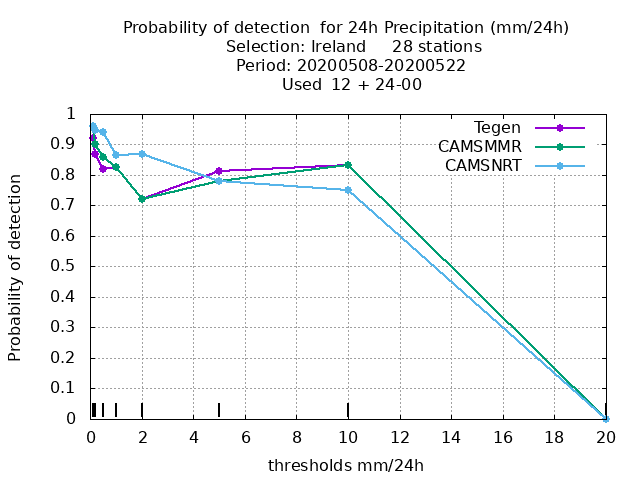 Probability of detection  for 24h Precipitation (mm/24h)
Selection: Ireland     28 stations
Period: 20200508-20200522
Used  12 + 24-00
Tegen
CAMSMMR
CAMSNRT
Probability of detection
1
0.9
0.8
0.7
0.6
0.5
0.4
0.3
0.2
0.1
0
0 2 4 6 8 10 12 14 16 18 20
thresholds mm/24h